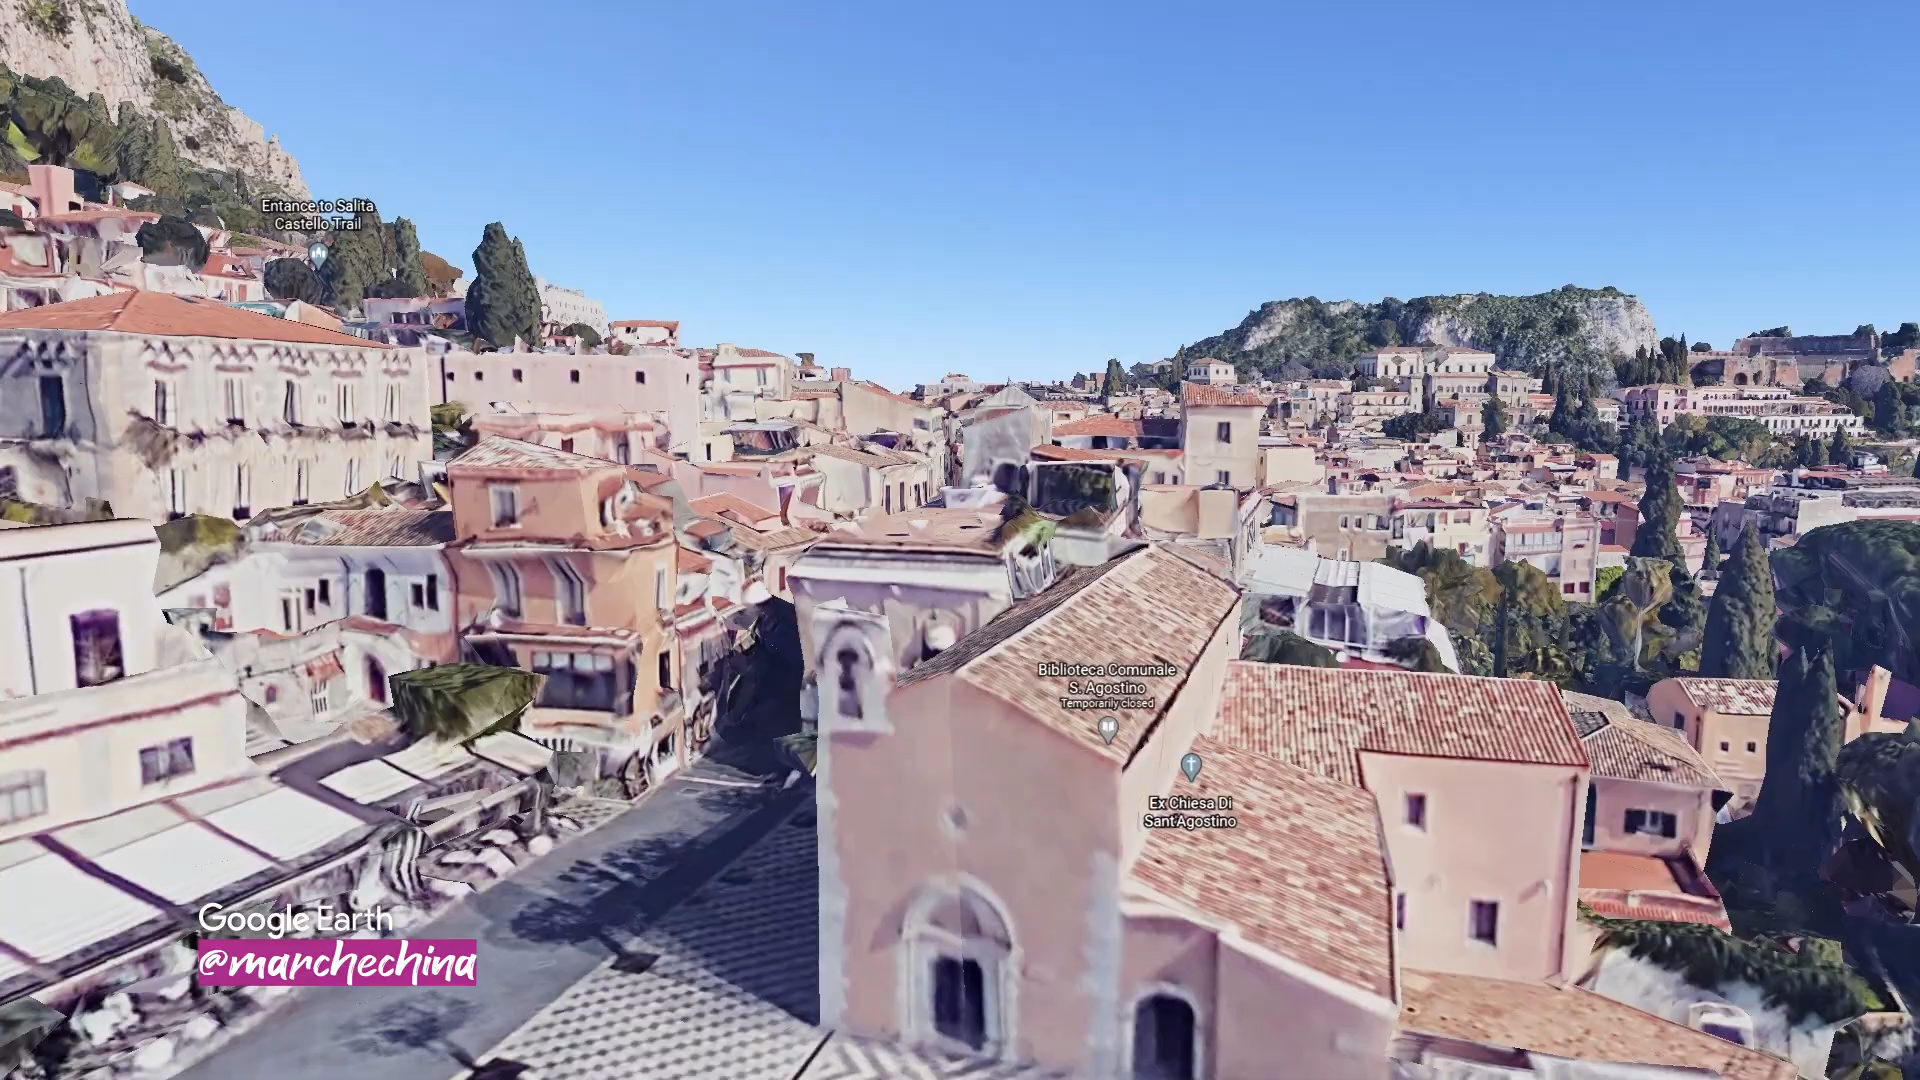 Entance to Salita
Castello Trail
Biblioteca Comunale
S. Agostino
Temporarily closed
Ex Chiesa Di
Sant'Agostino
Google Earth
@marchechina